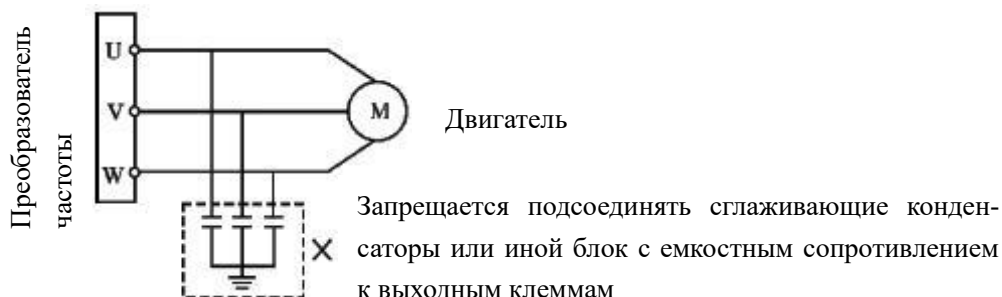 Преобразователь
частоты
U
V
W
M
Двигатель
Запрещается подсоединять сглаживающие конден-
саторы или иной блок с емкостным сопротивлением
к выходным клеммам